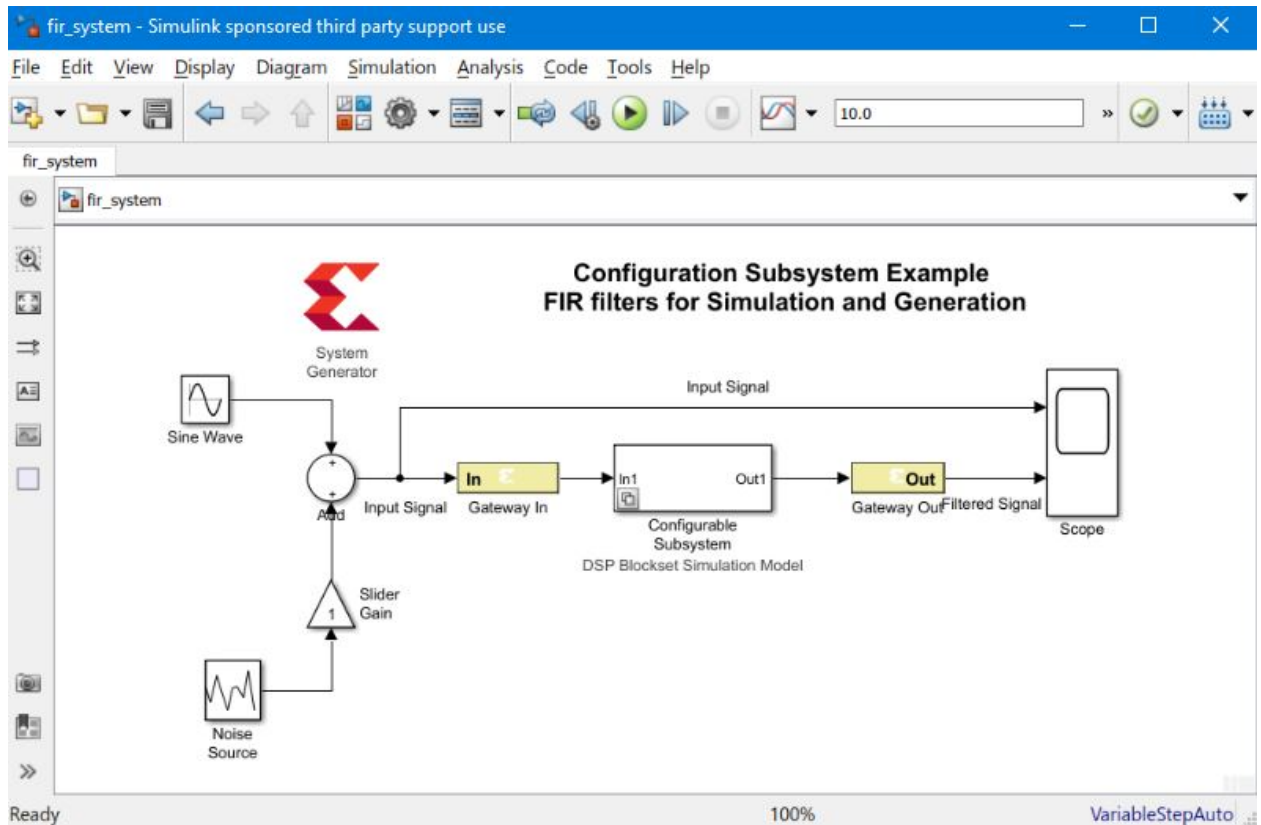 fir_system - Simulink sponsored third party support use
File Edit View Display Diagram Simulation Analysis Code Tools Help
10.0
»
fir_system
fir_system
Configuration Subsystem Example
FIR filters for Simulation and Generation
System
Generator
Input Signal
Sine Wave
+
+
Add
Input Signal
In
Gateway In
In1
Out1
Configurable
Subsystem
DSP Blockset Simulation Model
Out
Gateway Out
Filtered Signal
Scope
1
Slider
Gain
Noise
Source
Ready
100%
VariableStepAuto